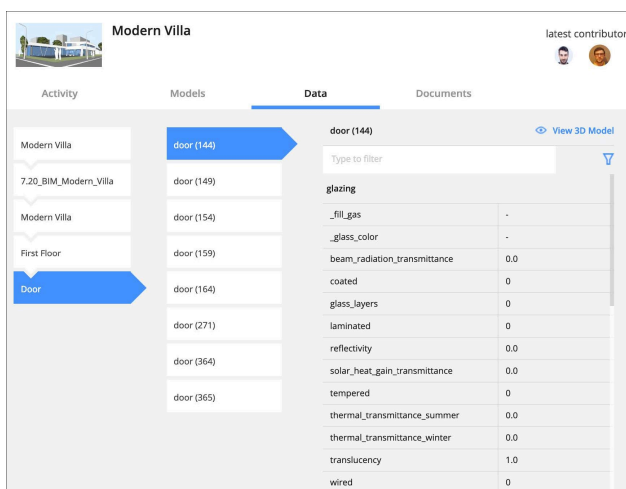 Modern Villa
latest contributor
Activity Models Data Documents
Modern Villa
7.20_BIM_Modern_Villa
Modern Villa
First Floor
Door
door (144)
door (149)
door (154)
door (159)
door (164)
door (271)
door (364)
door (365)
door (144) View 3D Model
Type to filter
glazing
_fill_gas -
_glass_color -
beam_radiation_transmittance 0.0
coated 0
glass_layers 0
laminated 0
reflectivity 0.0
solar_heat_gain_transmittance 0.0
tempered 0
thermal_transmittance_summer 0.0
thermal_transmittance_winter 0.0
translucency 1.0
wired 0